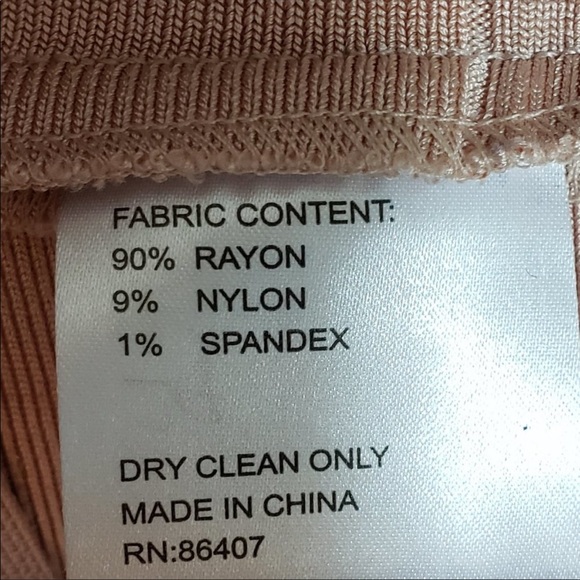 FABRIC CONTENT:
90% RAYON
9% NYLON
1% SPANDEX
DRY CLEAN ONLY
MADE IN CHINA
RN:86407